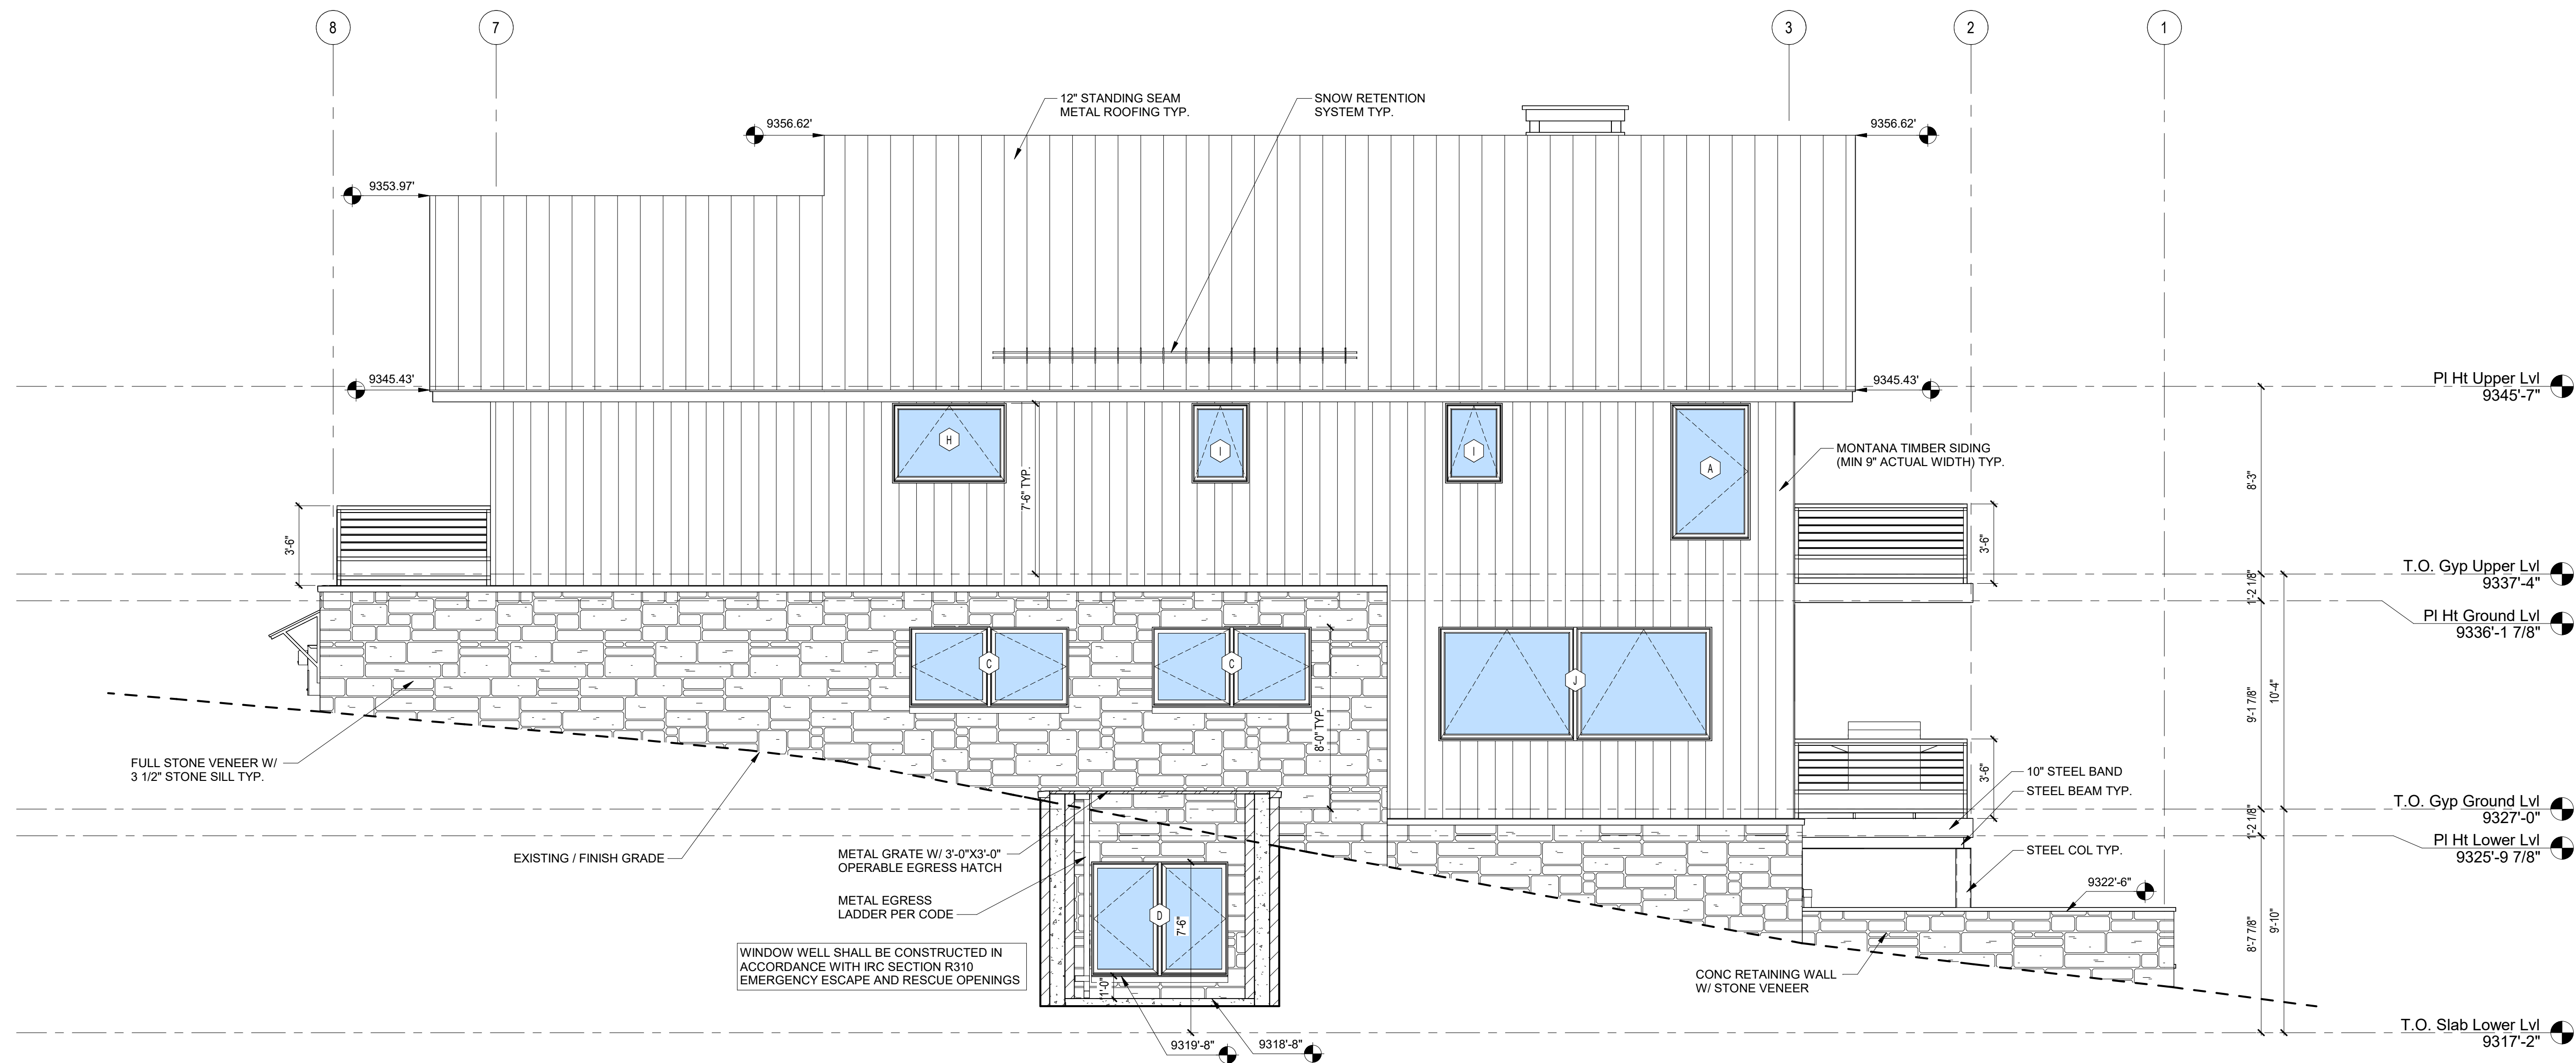 8
7
3
2
1
12" STANDING SEAM
METAL ROOFING TYP.
SNOW RETENTION
SYSTEM TYP.
9356.62'
9356.62'
9353.97'
9345.43'
9345.43'
Pl Ht Upper Lvl
9345'-7"
H
I
I
A
MONTANA TIMBER SIDING
(MIN 9" ACTUAL WIDTH) TYP.
7'-6" TYP.
8'-3"
3'-6"
3'-6"
T.O. Gyp Upper Lvl
9337'-4"
1'-2 1/8"
Pl Ht Ground Lvl
9336'-1 7/8"
C
C
J
8'-0" TYP.
9'-1 7/8"
10'-4"
FULL STONE VENEER W/
3 1/2" STONE SILL TYP.
3'-6"
10" STEEL BAND
STEEL BEAM TYP.
T.O. Gyp Ground Lvl
9327'-0"
1'-2 1/8"
Pl Ht Lower Lvl
9325'-9 7/8"
EXISTING / FINISH GRADE
METAL GRATE W/ 3'-0"X3'-0"
OPERABLE EGRESS HATCH
STEEL COL TYP.
METAL EGRESS
LADDER PER CODE
9322'-6"
D
7'-6"
8'-7 7/8"
9'-10"
WINDOW WELL SHALL BE CONSTRUCTED IN
ACCORDANCE WITH IRC SECTION R310
EMERGENCY ESCAPE AND RESCUE OPENINGS
1'-0"
CONC RETAINING WALL
W/ STONE VENEER
T.O. Slab Lower Lvl
9317'-2"
9319'-8"
9318'-8"